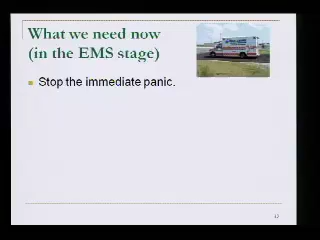 What we need now
(in the EMS stage)
Stop the immediate panic.